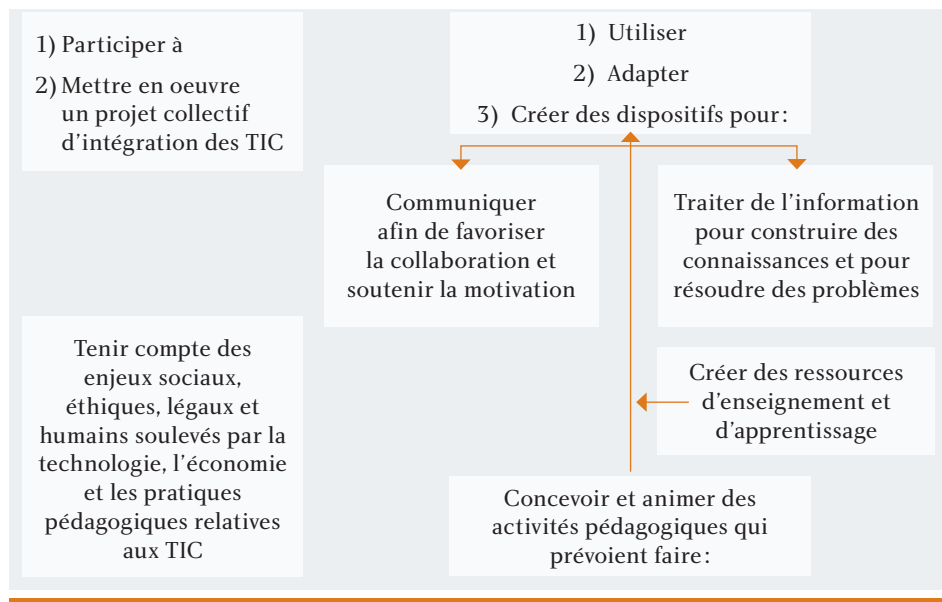 1) Participer à
2) Mettre en oeuvre
un projet collectif
d'intégration des TIC
1) Utiliser
2) Adapter
3) Créer des dispositifs pour :
Communiquer
afin de favoriser
la collaboration et
soutenir la motivation
Traiter de l'information
pour construire des
connaissances et pour
résoudre des problèmes
Tenir compte des
enjeux sociaux,
éthiques, légaux et
humains soulevés par la
technologie, l'économie
et les pratiques
pédagogiques relatives
aux TIC
Créer des ressources
d'enseignement et
d'apprentissage
Concevoir et animer des
activités pédagogiques qui
prévoient faire :